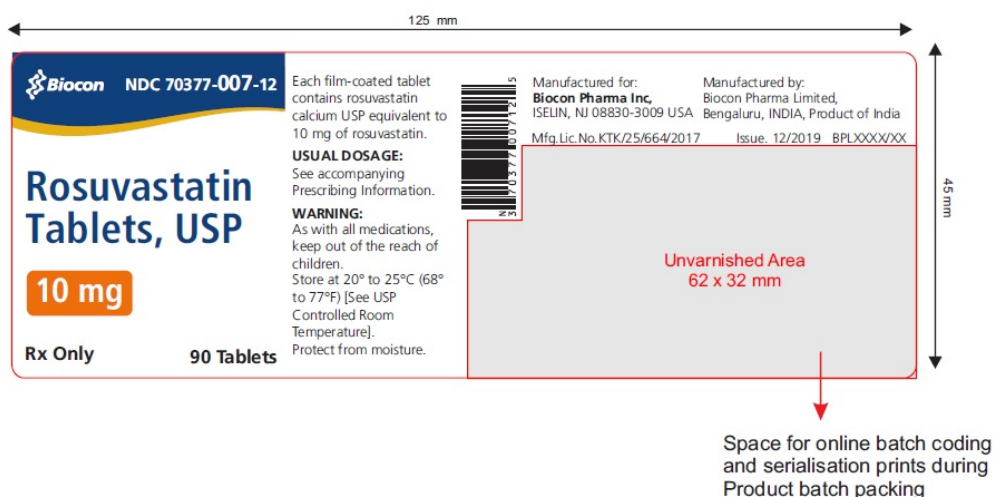 125 mm
Biocon NDC 70377-007-12
Rosuvastatin
Tablets, USP
10 mg
Rx Only 90 Tablets
Each film-coated tablet
contains rosuvastatin
calcium USP equivalent to
10 mg of rosuvastatin.
USUAL DOSAGE:
See accompanying
Prescribing Information.
WARNING:
As with all medications,
keep out of the reach of
children.
Store at 20° to 25°C (68°
to 77°F) [See USP
Controlled Room
Temperature].
Protect from moisture.
N
3 70377 00712 5
Manufactured for:
Biocon Pharma Inc,
ISELIN, NJ 08830-3009 USA
Manufactured by:
Biocon Pharma Limited,
Bengaluru, INDIA, Product of India
Mfg.Lic.No.KTK/25/664/2017 Issue. 12/2019 BPLXXXX/XX
Unvarnished Area
62 x 32 mm
45 mm
Space for online batch coding
and serialisation prints during
Product batch packing